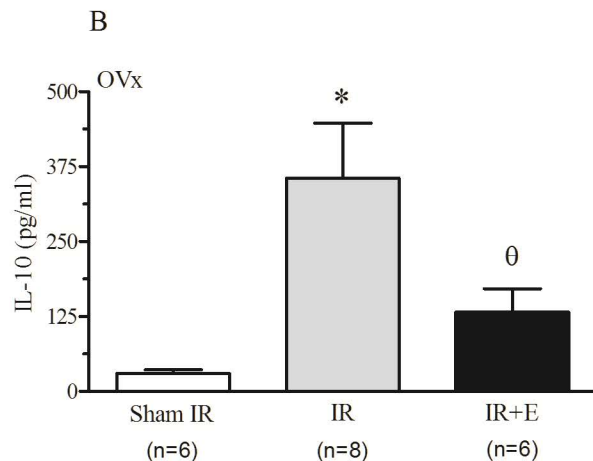 B
OVx
500
*
375
250
θ
125
0
IL-10 (pg/ml)
Sham IR IR IR+E
(n=6) (n=8) (n=6)